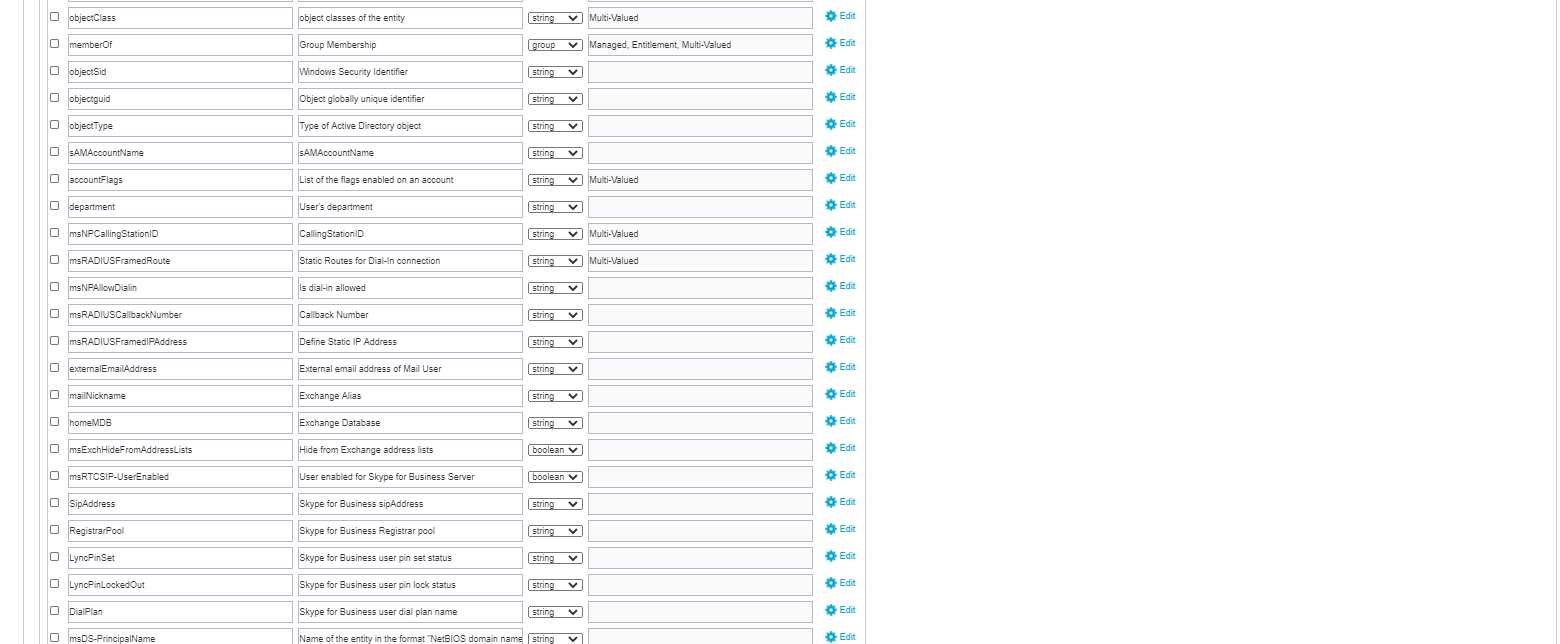 objectClass object classes of the entity string Multi-Valued Edit
memberOf Group Membership group Managed, Entitlement, Multi-Valued Edit
objectSid Windows Security Identifier string Edit
objectguid Object globally unique identifier string Edit
objectType Type of Active Directory object string Edit
sAMAccountName sAMAccountName string Edit
accountFlags List of the flags enabled on an account string Multi-Valued Edit
department User's department string Edit
msNPCallingStationID CallingStationID string Multi-Valued Edit
msRADIUSFramedRoute Static Routes for Dial-In connection string Multi-Valued Edit
msNPAllowDialin Is dial-in allowed string Edit
msRADIUSCallbackNumber Callback Number string Edit
msRADIUSFramedIPAddress Define Static IP Address string Edit
externalEmailAddress External email address of Mail User string Edit
mailNickname Exchange Alias string Edit
homeMDB Exchange Database string Edit
msExchHideFromAddressLists Hide from Exchange address lists boolean Edit
msRTCSIP-UserEnabled User enabled for Skype for Business Server boolean Edit
SipAddress Skype for Business sipAddress string Edit
RegistrarPool Skype for Business Registrar pool string Edit
LyncPinSet Skype for Business user pin set status string Edit
LyncPinLockedOut Skype for Business user pin lock status string Edit
DialPlan Skype for Business user dial plan name string Edit
msDS-PrincipalName Name of the entity in the format "NetBIOS domain name string Edit